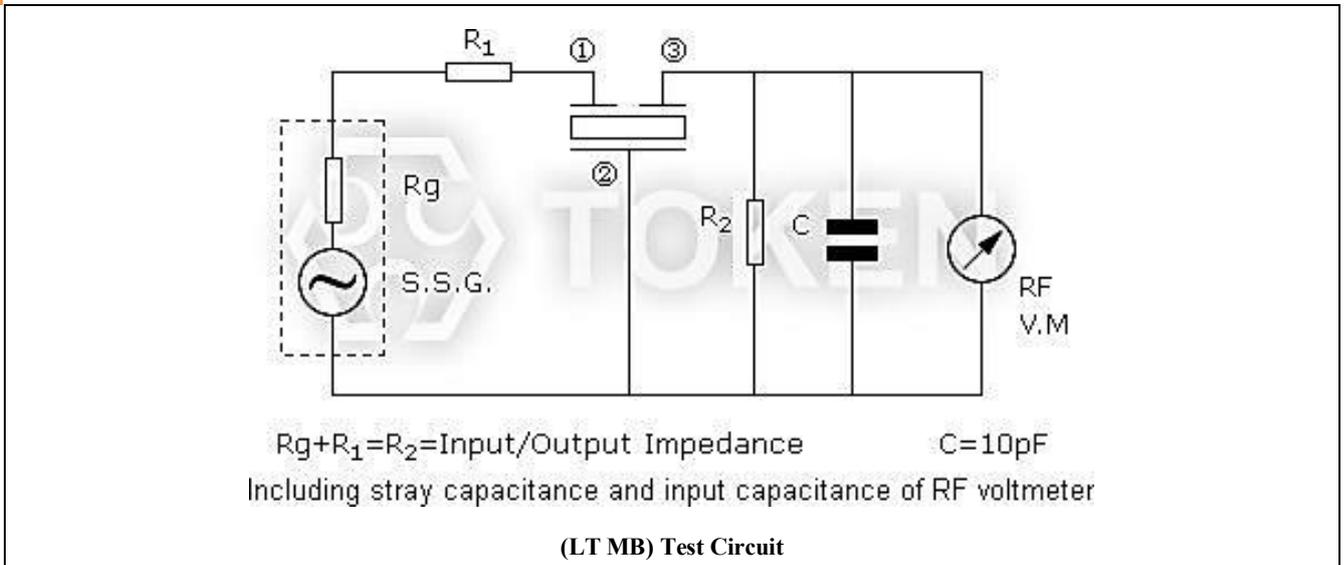 R₁
①
③
②
Rg
R₂
C
TOKEN
S.S.G.
RF
V.M
Rg+R₁=R₂=Input/Output Impedance C=10pF
Including stray capacitance and input capacitance of RF voltmeter
(LT MB) Test Circuit